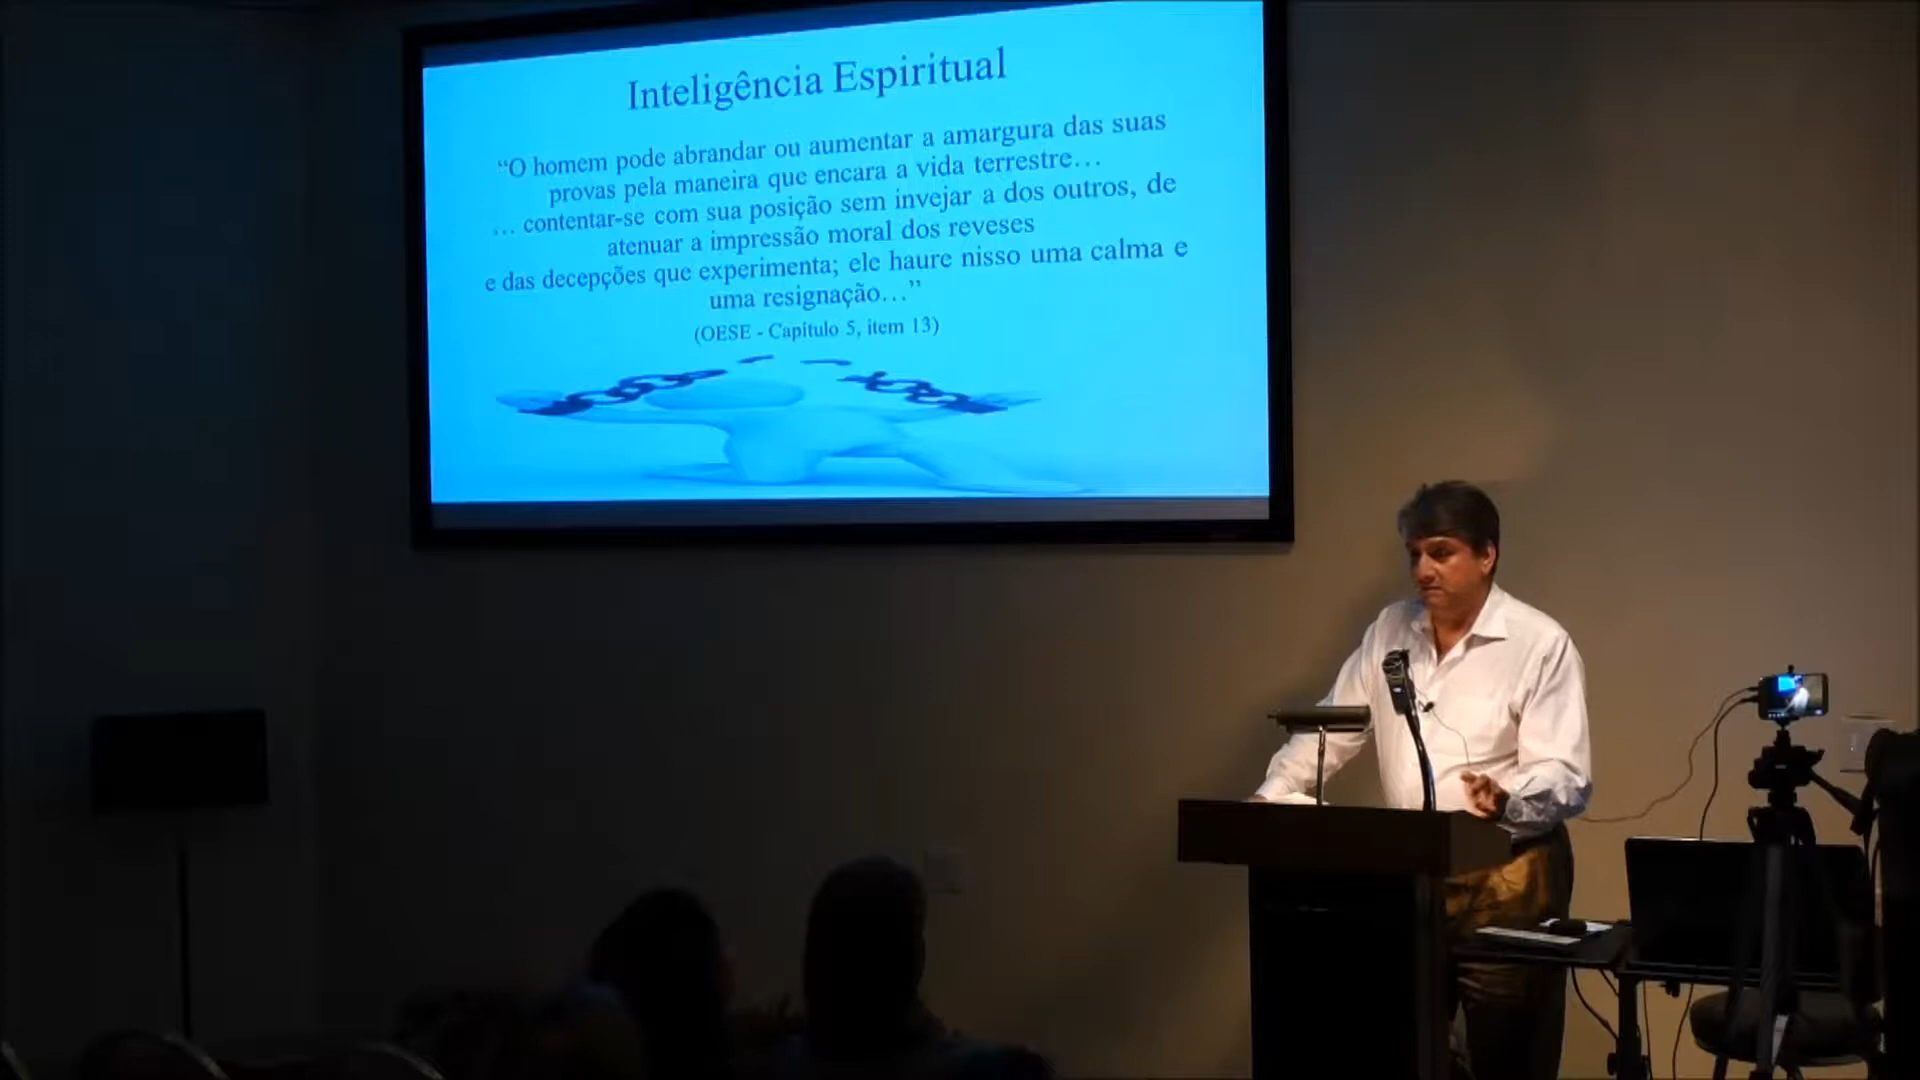 Inteligência Espiritual
“O homem pode abrandar ou aumentar a amargura das suas
provas pela maneira que encara a vida terrestre…
… contentar-se com sua posição sem invejar a dos outros, de
atenuar a impressão moral dos reveses
e das decepções que experimenta; ele haure nisso uma calma e
uma resignação…”
(OESE - Capítulo 5, item 13)